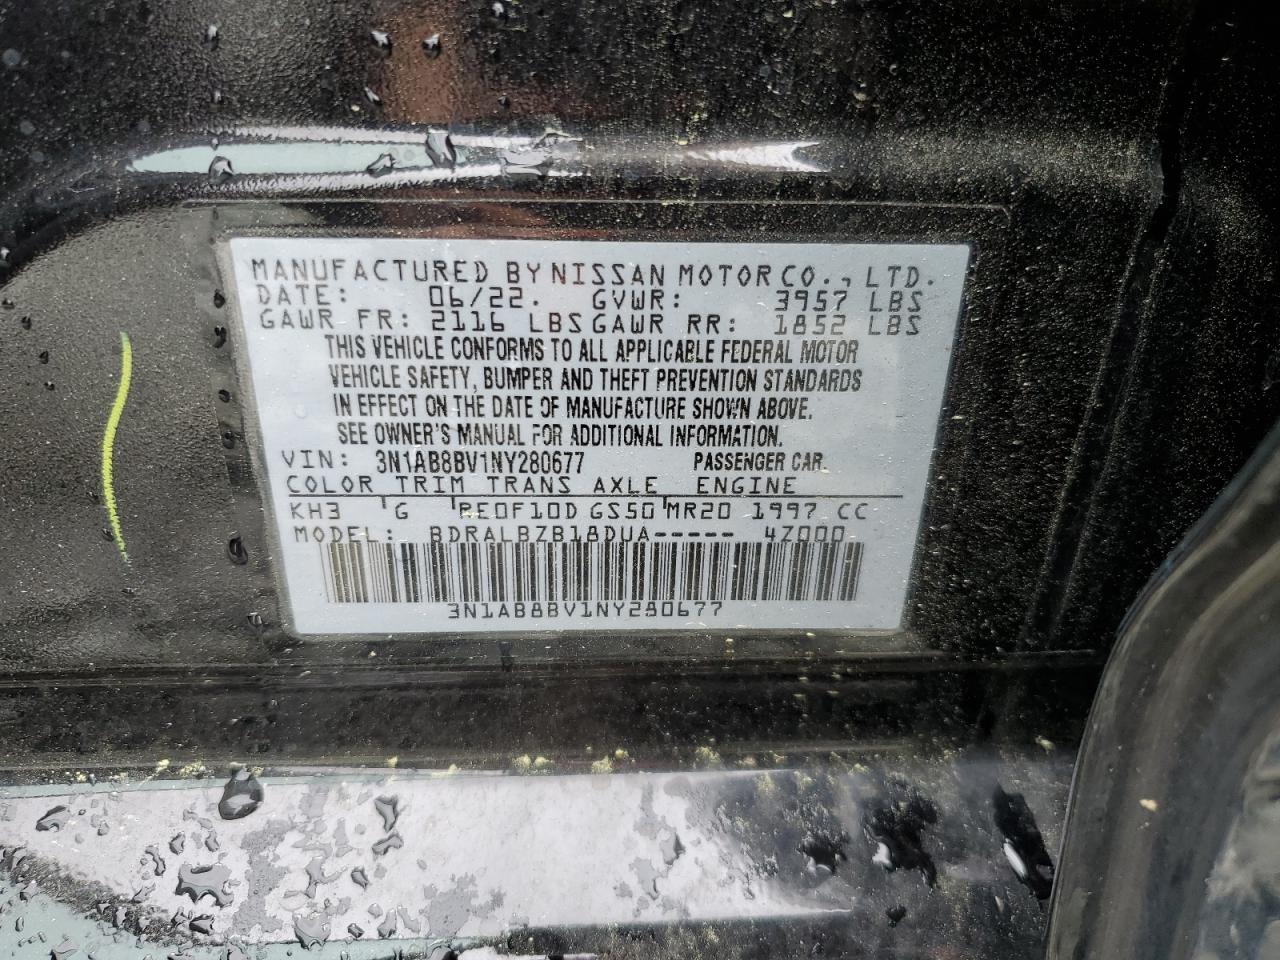 MANUFACTURED BY NISSAN MOTOR CO., LTD.
DATE: 06/22. GVWR: 3957 LBS
GAWR FR: 2116 LBS GAWR RR: 1852 LBS
THIS VEHICLE CONFORMS TO ALL APPLICABLE FEDERAL MOTOR
VEHICLE SAFETY, BUMPER AND THEFT PREVENTION STANDARDS
IN EFFECT ON THE DATE OF MANUFACTURE SHOWN ABOVE.
SEE OWNER'S MANUAL FOR ADDITIONAL INFORMATION.
VIN: 3N1AB8BV1NY280677 PASSENGER CAR.
COLOR TRIM TRANS AXLE ENGINE
KH3 G RE0F10D GS50 MR20 1997 CC
MODEL: BDRALBZB18DUA----- 4Z000
3N1AB8BV1NY280677